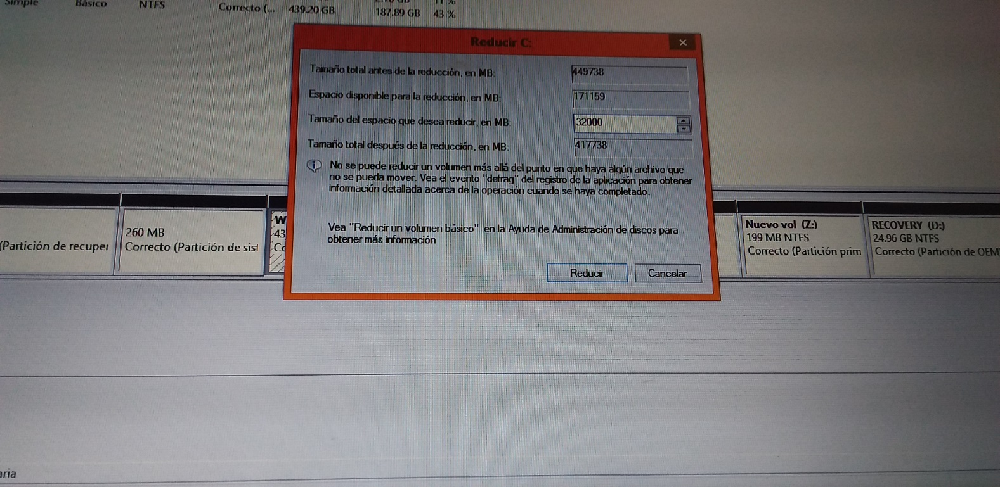 Simple Básico NTFS Correcto (... 439.20 GB 187.89 GB 43 %
Reducir C:
Tamaño total antes de la reducción, en MB: 449738
Espacio disponible para la reducción, en MB: 171159
Tamaño del espacio que desea reducir, en MB: 32000
Tamaño total después de la reducción, en MB: 417738
No se puede reducir un volumen más allá del punto en que haya algún archivo que
no se pueda mover. Vea el evento "defrag" del registro de la aplicación para obtener
información detallada acerca de la operación cuando se haya completado.
Vea "Reducir un volumen básico" en la Ayuda de Administración de discos para
obtener más información
Reducir Cancelar
(Partición de recuper
260 MB
Correcto (Partición de sist
W
43
Co
Nuevo vol (Z:)
199 MB NTFS
Correcto (Partición prim
RECOVERY (D:)
24.96 GB NTFS
Correcto (Partición de OEM
aria